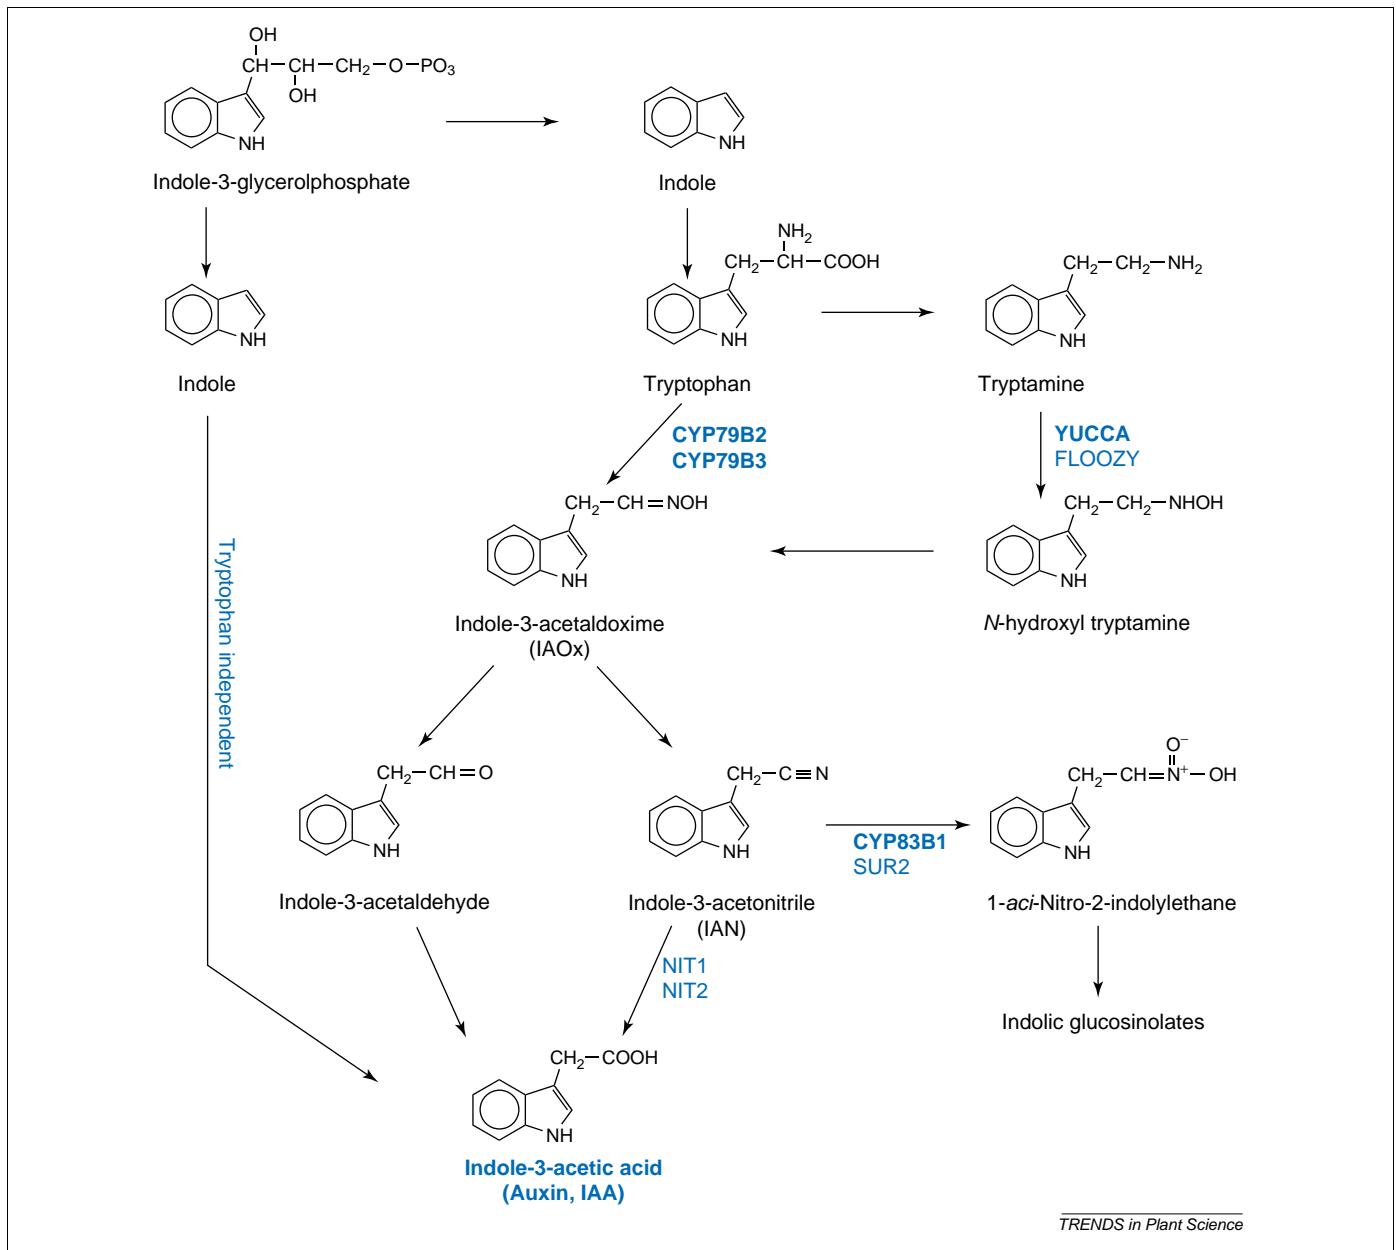 OH
CH—CH—CH2—O—PO3
OH
NH
Indole-3-glycerolphosphate
NH
Indole
NH
Indole
NH2
CH2—CH—COOH
NH
Tryptophan
CH2—CH2—NH2
NH
Tryptamine
CYP79B2
CYP79B3
YUCCA
FLOOZY
Tryptophan independent
CH2—CH=NOH
NH
Indole-3-acetaldoxime
(IAOx)
CH2—CH2—NHOH
NH
N-hydroxyl tryptamine
CH2—CH=O
NH
Indole-3-acetaldehyde
CH2—C≡N
NH
Indole-3-acetonitrile
(IAN)
CYP83B1
SUR2
O−
CH2—CH=N+—OH
NH
1-aci-Nitro-2-indolylethane
NIT1
NIT2
Indolic glucosinolates
CH2—COOH
NH
Indole-3-acetic acid
(Auxin, IAA)
TRENDS in Plant Science